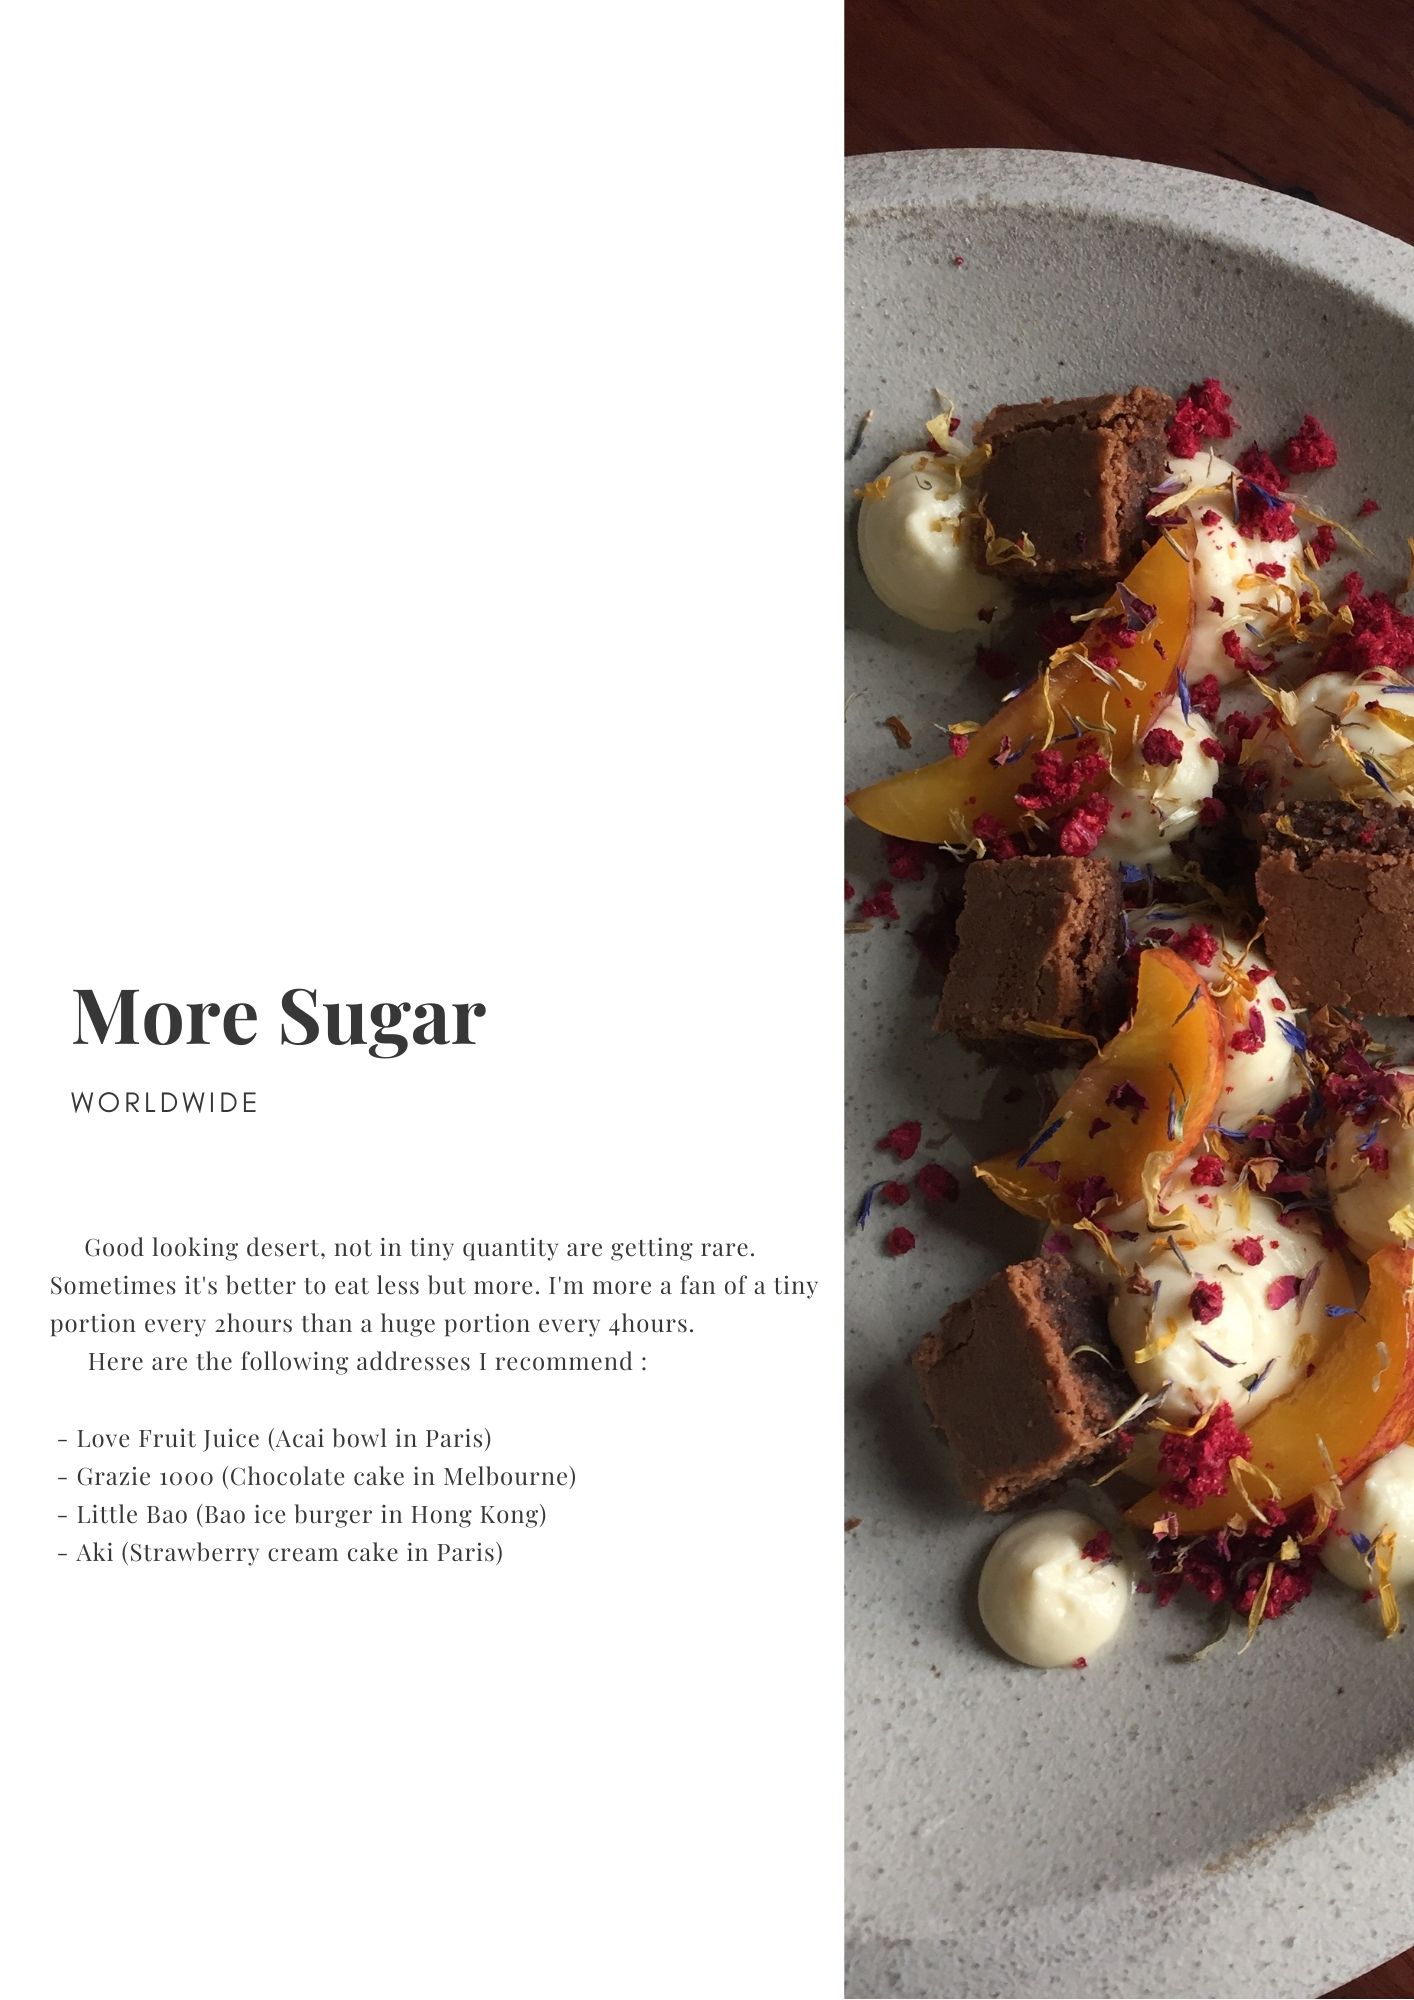 More Sugar
WORLDWIDE
Good looking desert, not in tiny quantity are getting rare.
Sometimes it's better to eat less but more. I'm more a fan of a tiny
portion every 2hours than a huge portion every 4hours.
Here are the following addresses I recommend :
- Love Fruit Juice (Acai bowl in Paris)
- Grazie 1000 (Chocolate cake in Melbourne)
- Little Bao (Bao ice burger in Hong Kong)
- Aki (Strawberry cream cake in Paris)